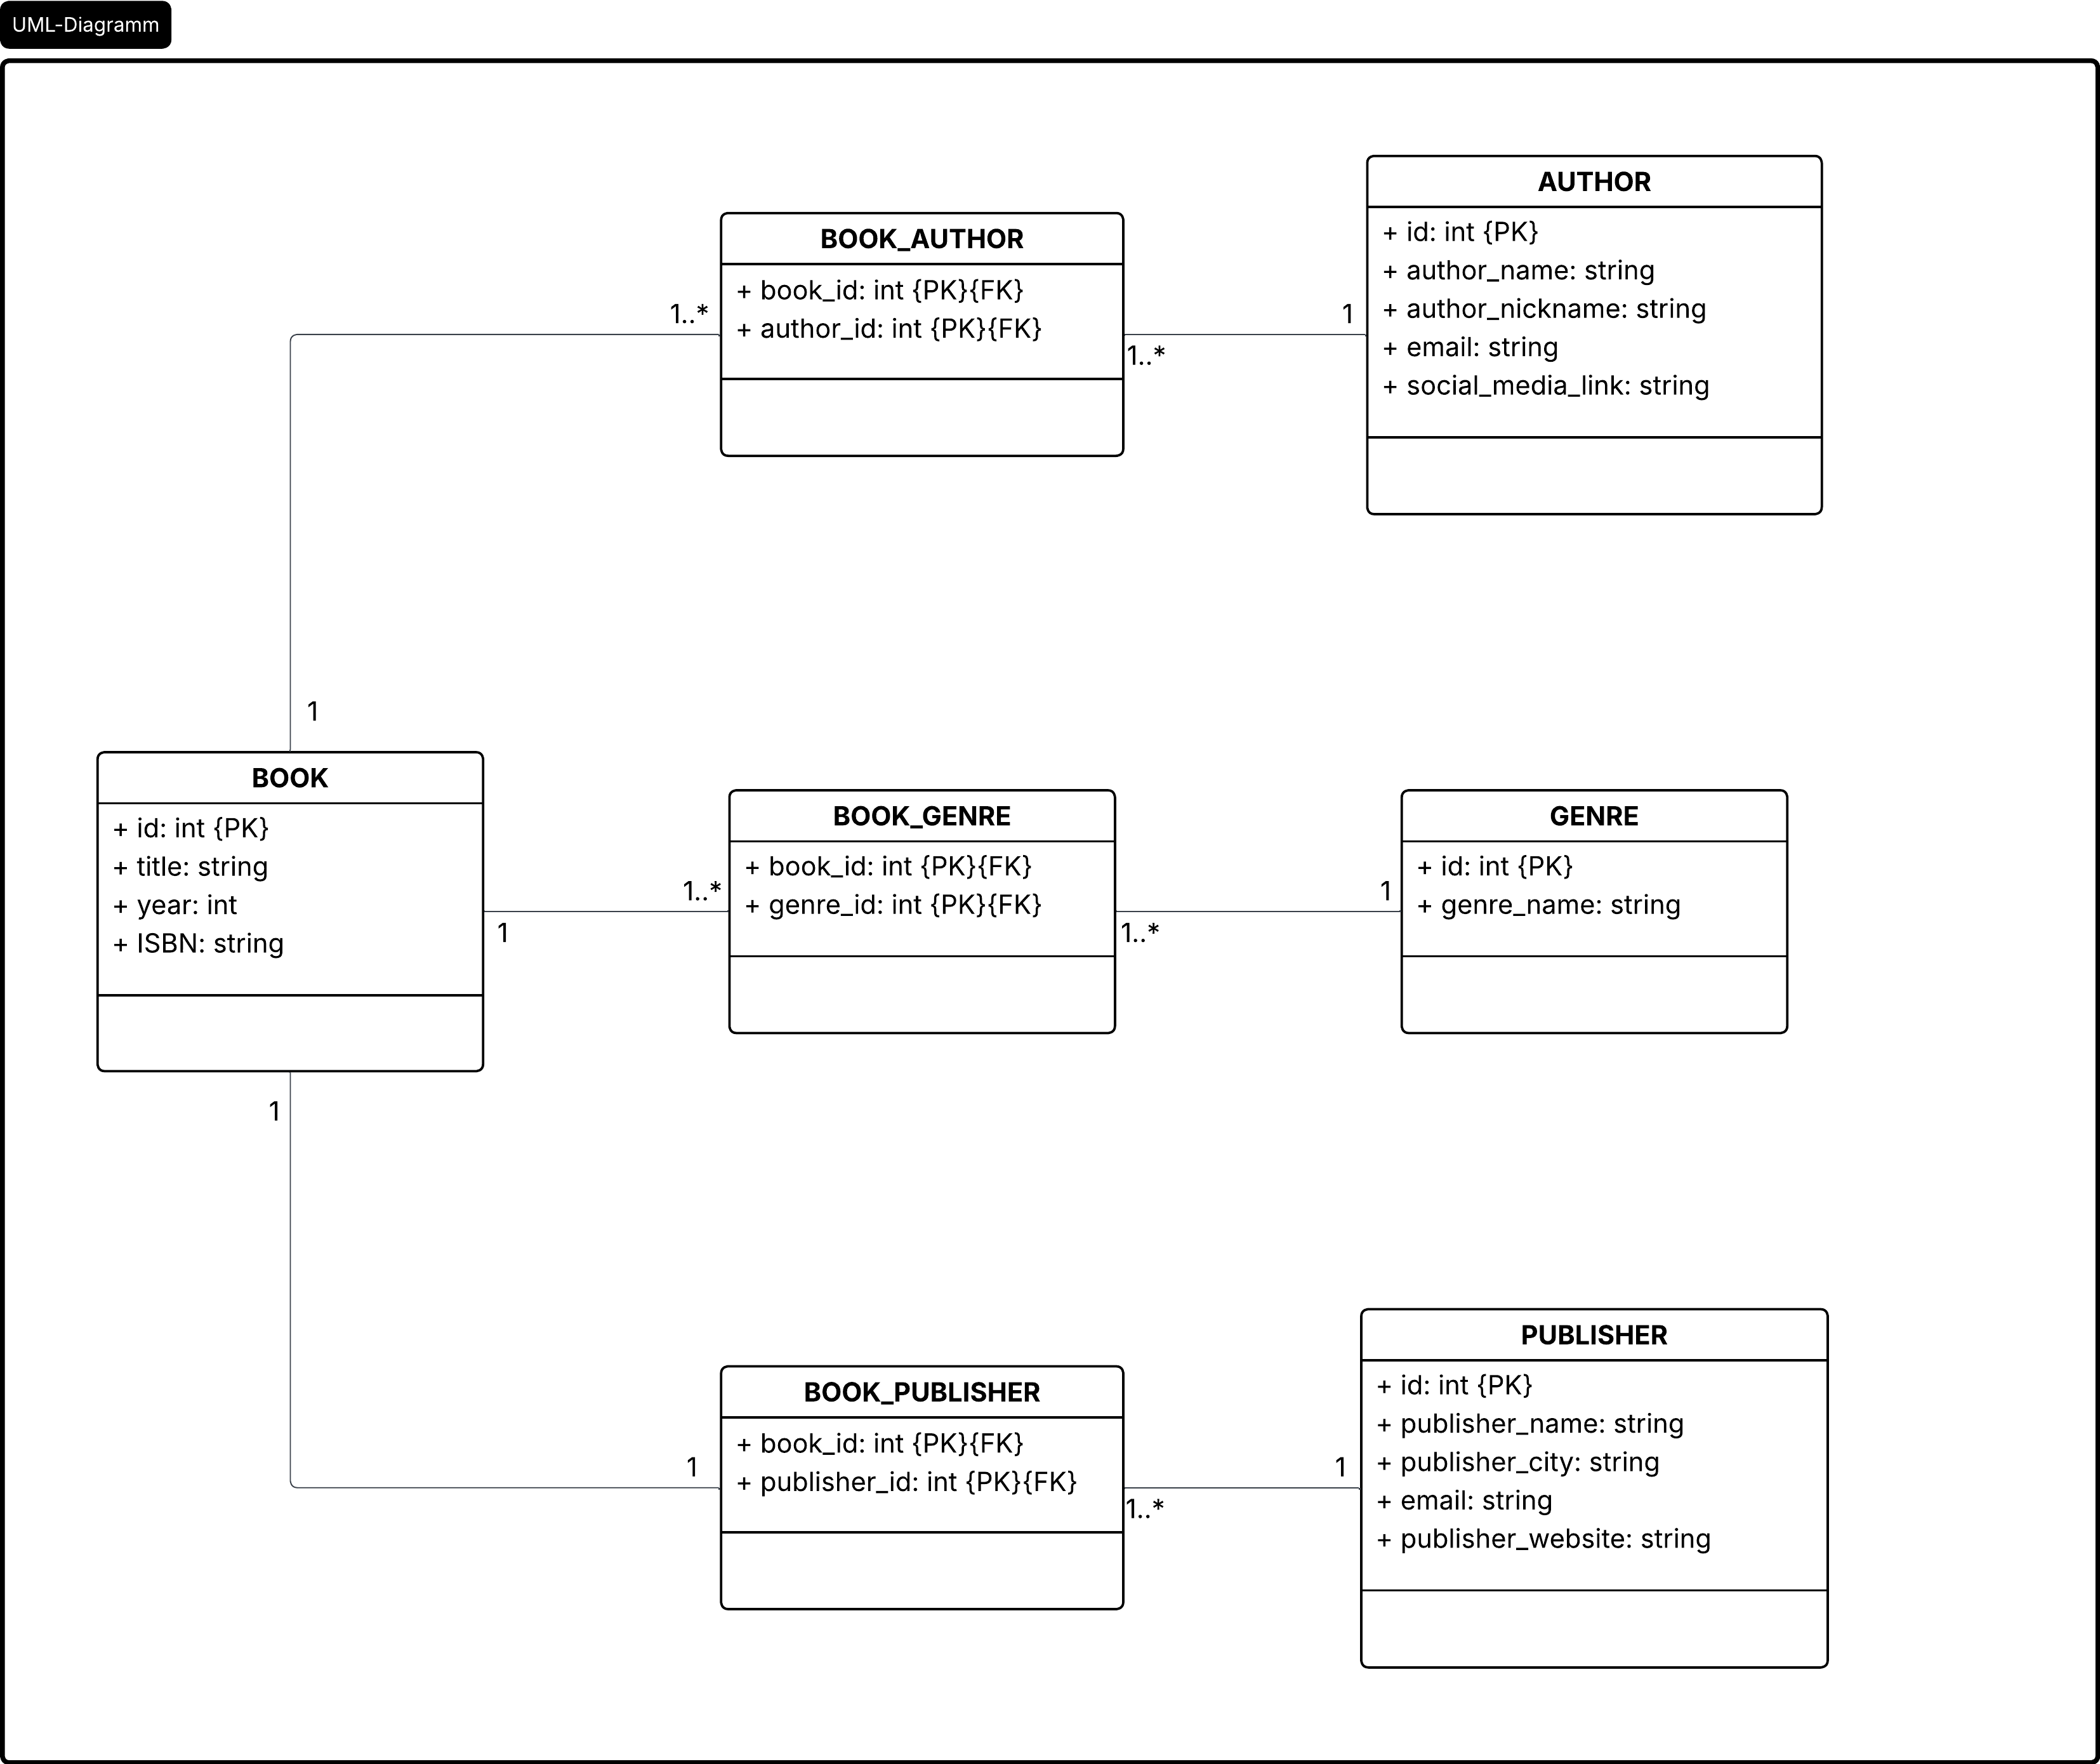 UML-Diagramm
AUTHOR
+ id: int {PK}
+ author_name: string
+ author_nickname: string
+ email: string
+ social_media_link: string
BOOK_AUTHOR
+ book_id: int {PK}{FK}
+ author_id: int {PK}{FK}
1..*
1
1..*
1
BOOK
+ id: int {PK}
+ title: string
+ year: int
+ ISBN: string
BOOK_GENRE
+ book_id: int {PK}{FK}
+ genre_id: int {PK}{FK}
GENRE
+ id: int {PK}
+ genre_name: string
1..*
1
1
1..*
1
PUBLISHER
+ id: int {PK}
+ publisher_name: string
+ publisher_city: string
+ email: string
+ publisher_website: string
BOOK_PUBLISHER
+ book_id: int {PK}{FK}
+ publisher_id: int {PK}{FK}
1
1
1..*